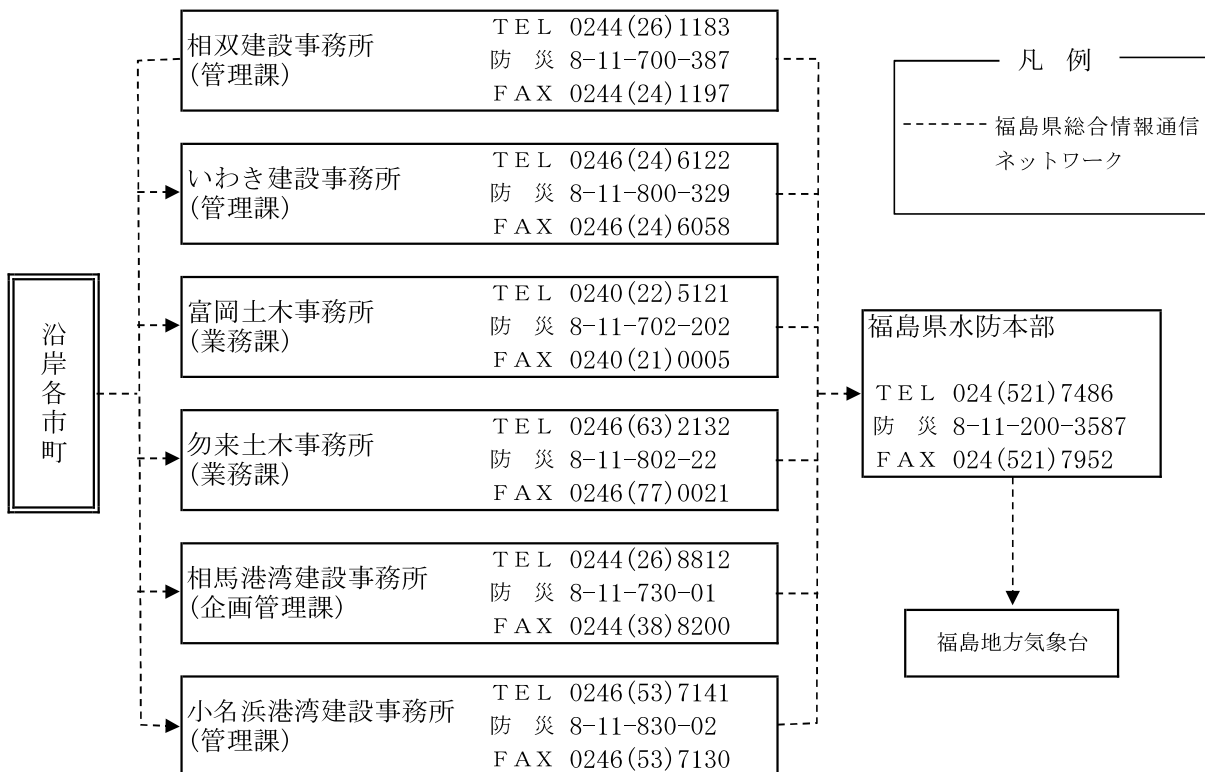 沿岸各市町
相双建設事務所
(管理課)
ＴＥＬ 0244(26)1183
防　災 8-11-700-387
ＦＡＸ 0244(24)1197
いわき建設事務所
(管理課)
ＴＥＬ 0246(24)6122
防　災 8-11-800-329
ＦＡＸ 0246(24)6058
富岡土木事務所
(業務課)
ＴＥＬ 0240(22)5121
防　災 8-11-702-202
ＦＡＸ 0240(21)0005
勿来土木事務所
(業務課)
ＴＥＬ 0246(63)2132
防　災 8-11-802-22
ＦＡＸ 0246(77)0021
相馬港湾建設事務所
(企画管理課)
ＴＥＬ 0244(26)8812
防　災 8-11-730-01
ＦＡＸ 0244(38)8200
小名浜港湾建設事務所
(管理課)
ＴＥＬ 0246(53)7141
防　災 8-11-830-02
ＦＡＸ 0246(53)7130
凡　例
福島県総合情報通信
ネットワーク
福島県水防本部
ＴＥＬ 024(521)7486
防　災 8-11-200-3587
ＦＡＸ 024(521)7952
福島地方気象台